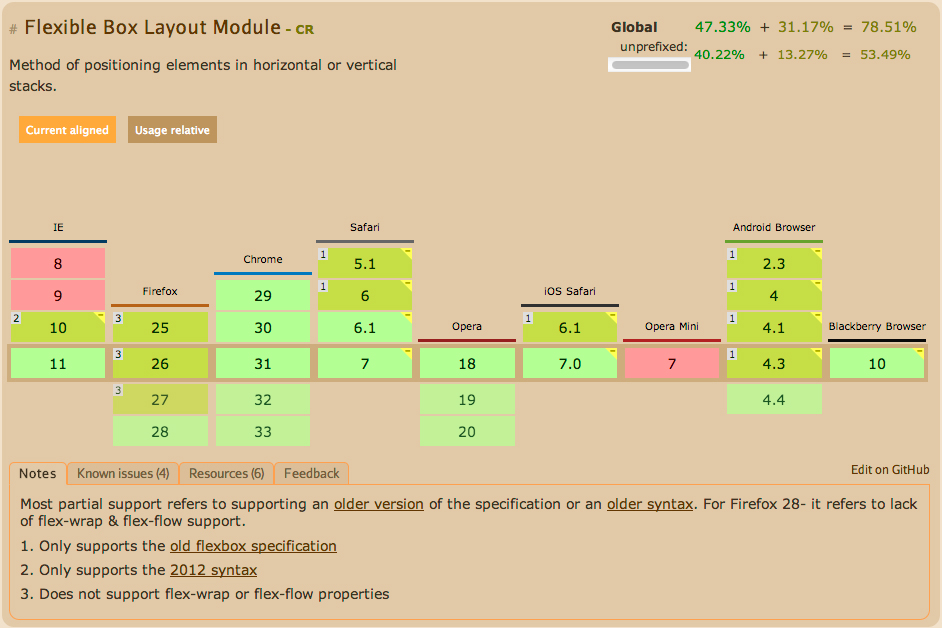 # Flexible Box Layout Module - CR
Global 47.33% + 31.17% = 78.51%
unprefixed: 40.22% + 13.27% = 53.49%
Method of positioning elements in horizontal or vertical
stacks.
Current aligned Usage relative
IE Safari Android Browser
8 1 5.1 1 2.3
Chrome
9 29 1 6 1 4
Firefox iOS Safari
2 10 3 25 30 6.1 Opera 1 6.1 Opera Mini 1 4.1 Blackberry Browser
11 3 26 31 7 18 7.0 7 1 4.3 10
3 27 32 19 4.4
28 33 20
Notes Known issues (4) Resources (6) Feedback Edit on GitHub
Most partial support refers to supporting an older version of the specification or an older syntax. For Firefox 28- it refers to lack
of flex-wrap & flex-flow support.
1. Only supports the old flexbox specification
2. Only supports the 2012 syntax
3. Does not support flex-wrap or flex-flow properties